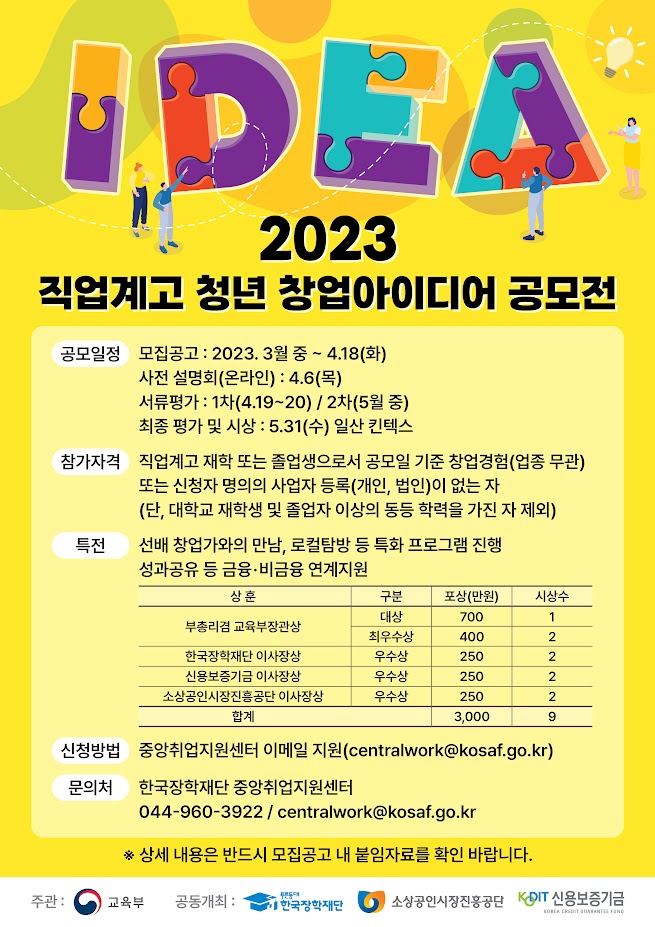 IDEA
2023
직업계고 청년 창업아이디어 공모전
공모일정 모집공고 : 2023. 3월 중 ~ 4.18(화)
사전 설명회(온라인) : 4.6(목)
서류평가 : 1차(4.19~20) / 2차(5월 중)
최종 평가 및 시상 : 5.31(수) 일산 킨텍스
참가자격 직업계고 재학 또는 졸업생으로서 공모일 기준 창업경험(업종 무관)
또는 신청자 명의의 사업자 등록(개인, 법인)이 없는 자
(단, 대학교 재학생 및 졸업자 이상의 동등 학력을 가진 자 제외)
특전 선배 창업가와의 만남, 로컬탐방 등 특화 프로그램 진행
성과공유 등 금융·비금융 연계지원
상 훈 구분 포상(만원) 시상수
부총리겸 교육부장관상 대상 700 1
최우수상 400 2
한국장학재단 이사장상 우수상 250 2
신용보증기금 이사장상 우수상 250 2
소상공인시장진흥공단 이사장상 우수상 250 2
합계 3,000 9
신청방법 중앙취업지원센터 이메일 지원(centralwork@kosaf.go.kr)
문의처 한국장학재단 중앙취업지원센터
044-960-3922 / centralwork@kosaf.go.kr
※ 상세 내용은 반드시 모집공고 내 붙임자료를 확인 바랍니다.
주관 : 교육부 공동개최 : 푸른등대 한국장학재단 소상공인시장진흥공단 KODIT 신용보증기금
KOREA CREDIT GUARANTEE FUND